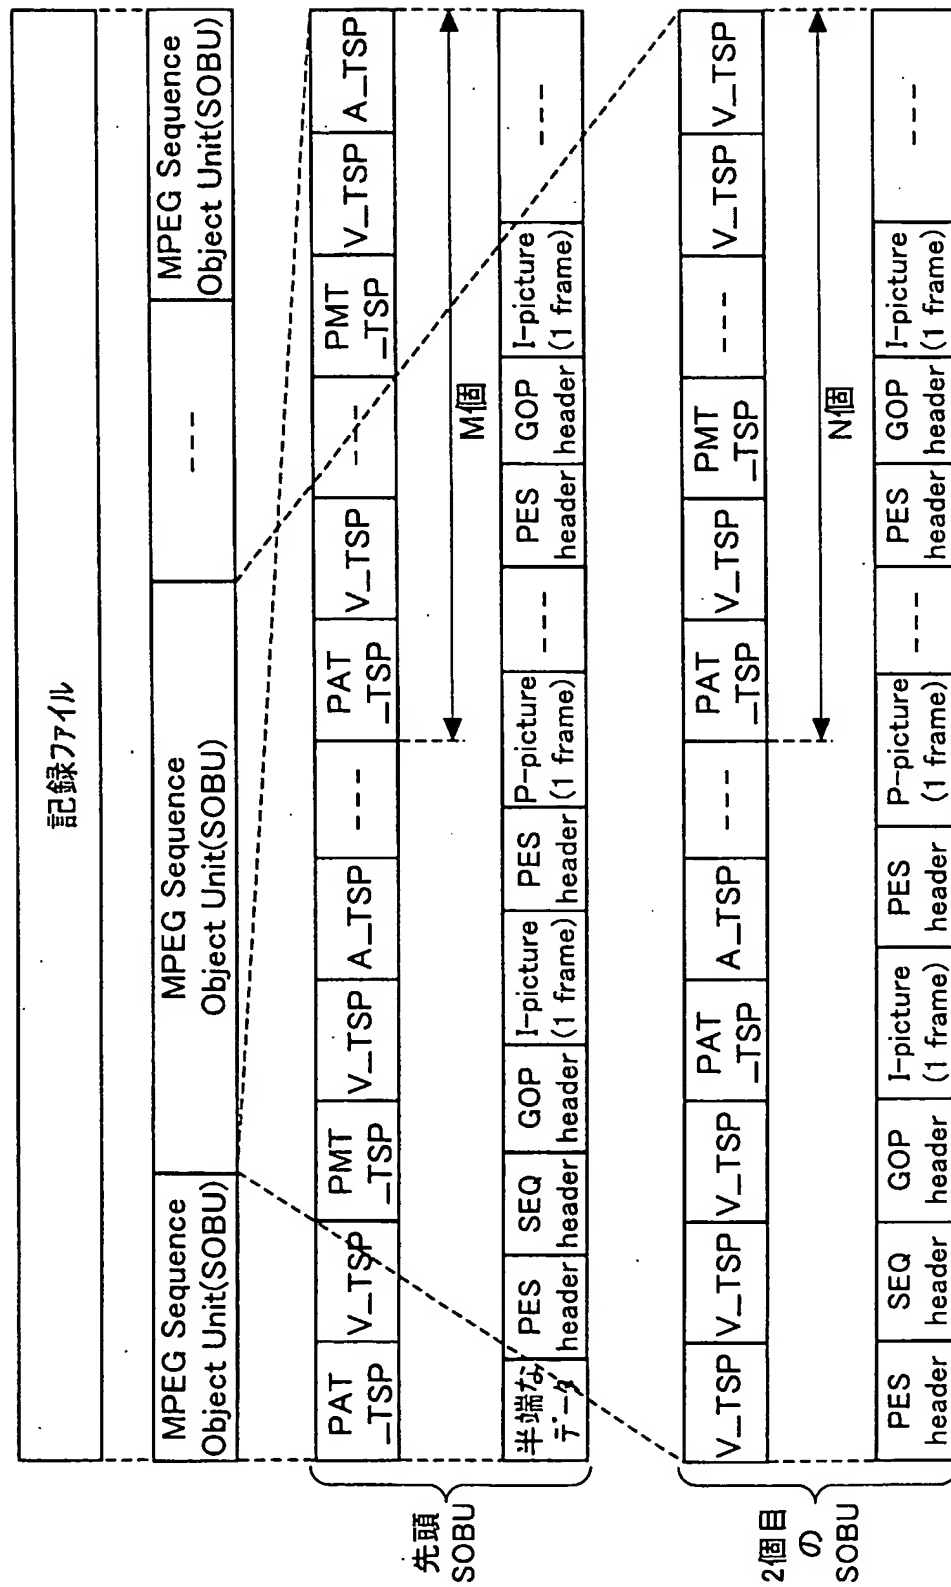 記録ファイル
MPEG Sequence
Object Unit(SOBU)
MPEG Sequence
Object Unit(SOBU)
---
MPEG Sequence
Object Unit(SOBU)
先頭
SOBU
PAT
_TSP
V_TSP
PMT
_TSP
V_TSP
A_TSP
---
PAT
_TSP
V_TSP
---
PMT
_TSP
V_TSP
A_TSP
M個
半端な
データ
PES
header
SEQ
header
GOP
header
I-picture
(1 frame)
PES
header
P-picture
(1 frame)
---
PES
header
GOP
header
I-picture
(1 frame)
---
2個目
の
SOBU
V_TSP
V_TSP
V_TSP
PAT
_TSP
A_TSP
---
PAT
_TSP
V_TSP
PMT
_TSP
---
V_TSP
V_TSP
N個
PES
header
SEQ
header
GOP
header
I-picture
(1 frame)
PES
header
P-picture
(1 frame)
---
PES
header
GOP
header
I-picture
(1 frame)
---